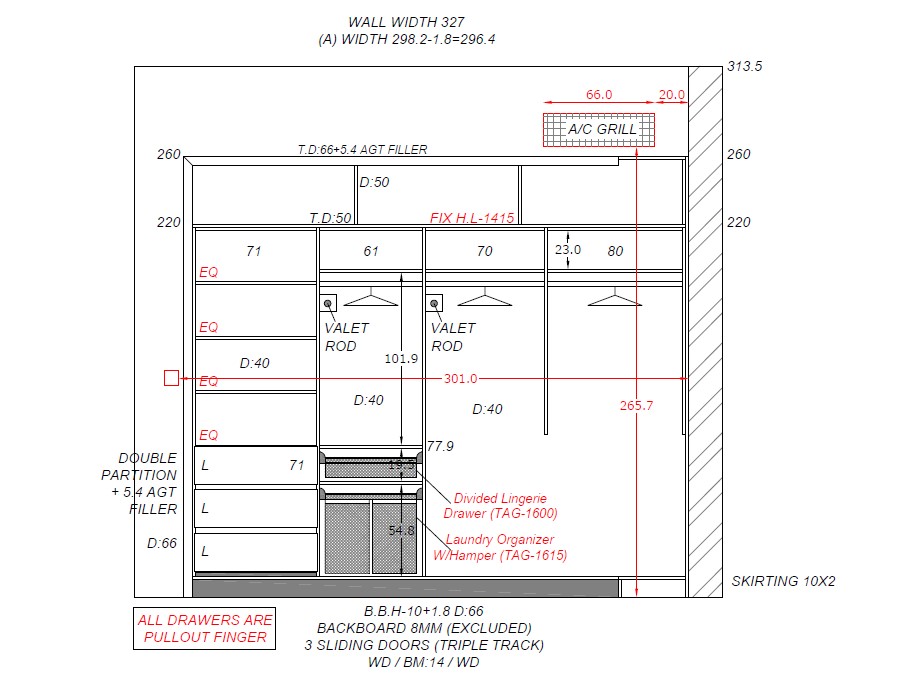 WALL WIDTH 327
(A) WIDTH 298.2-1.8=296.4
313.5
66.0
20.0
A/C GRILL
T.D:66+5.4 AGT FILLER
260
260
D:50
220
T.D:50
FIX H.L-1415
220
71
61
70
23.0
80
EQ
VALET
ROD
VALET
ROD
EQ
101.9
D:40
EQ
301.0
D:40
D:40
265.7
EQ
77.9
DOUBLE
PARTITION
+ 5.4 AGT
FILLER
L
71
19.5
Divided Lingerie
Drawer (TAG-1600)
L
54.8
Laundry Organizer
W/Hamper (TAG-1615)
D:66
L
SKIRTING 10X2
ALL DRAWERS ARE
PULLOUT FINGER
B.B.H-10+1.8 D:66
BACKBOARD 8MM (EXCLUDED)
3 SLIDING DOORS (TRIPLE TRACK)
WD / BM:14 / WD